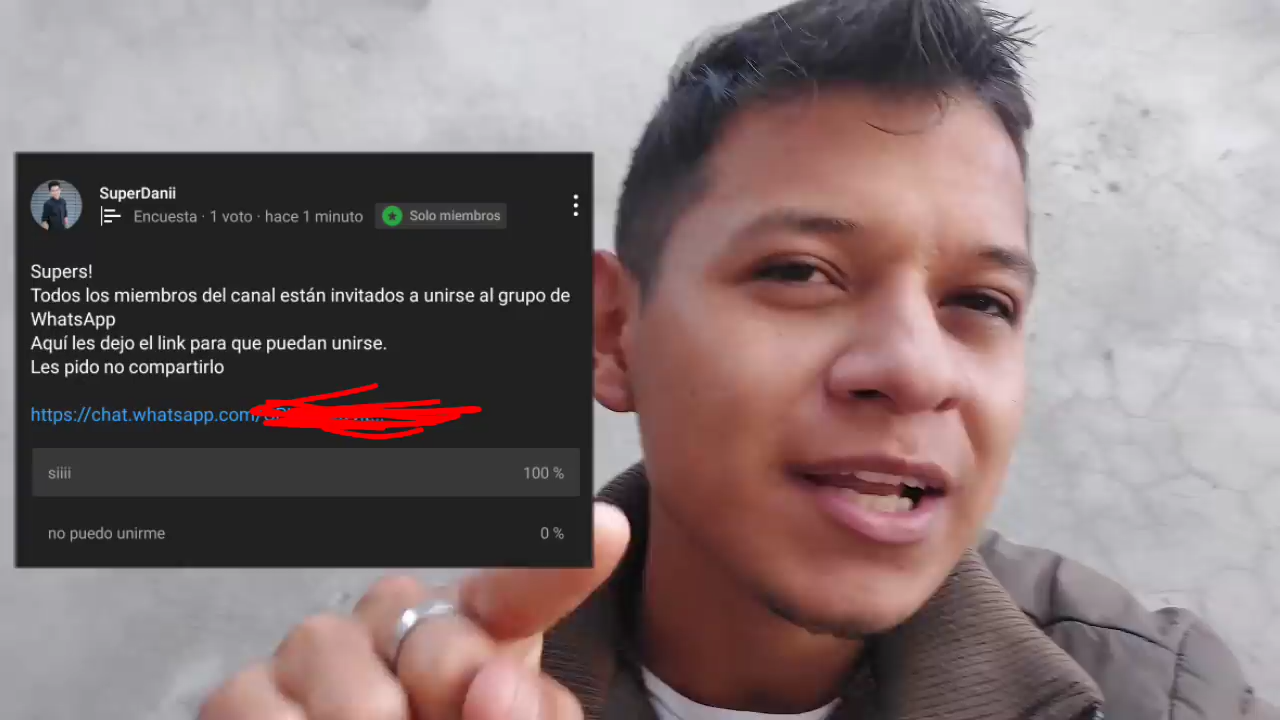 SuperDanii
Encuesta · 1 voto · hace 1 minuto Solo miembros
Supers!
Todos los miembros del canal están invitados a unirse al grupo de
WhatsApp
Aquí les dejo el link para que puedan unirse.
Les pido no compartirlo
https://chat.whatsapp.com/
siiii 100 %
no puedo unirme 0 %